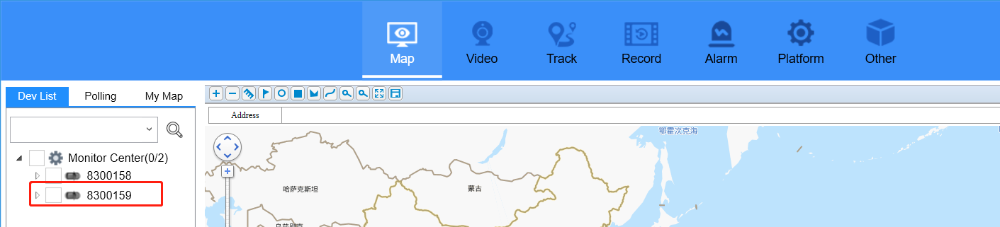 Map
Video
Track
Record
Alarm
Platform
Other
Dev List
Polling
My Map
Address
Monitor Center(0/2)
8300158
8300159
鄂霍次克海
哈萨克斯坦
蒙古